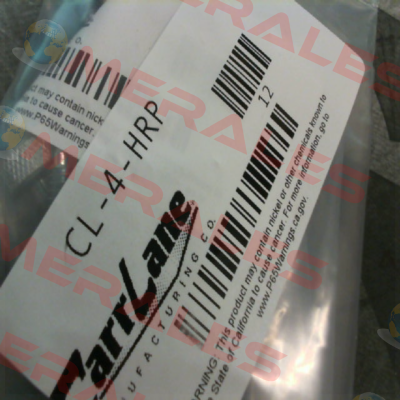 CL-4-HRP
12
CarrLane
MANUFACTURING CO.
WARNING: This product may contain nickel or other chemicals known to
State of California to cause cancer. For more information, go to
www.P65Warnings.ca.gov.
may contain nickel
to cause cancer.
www.P65Warnings